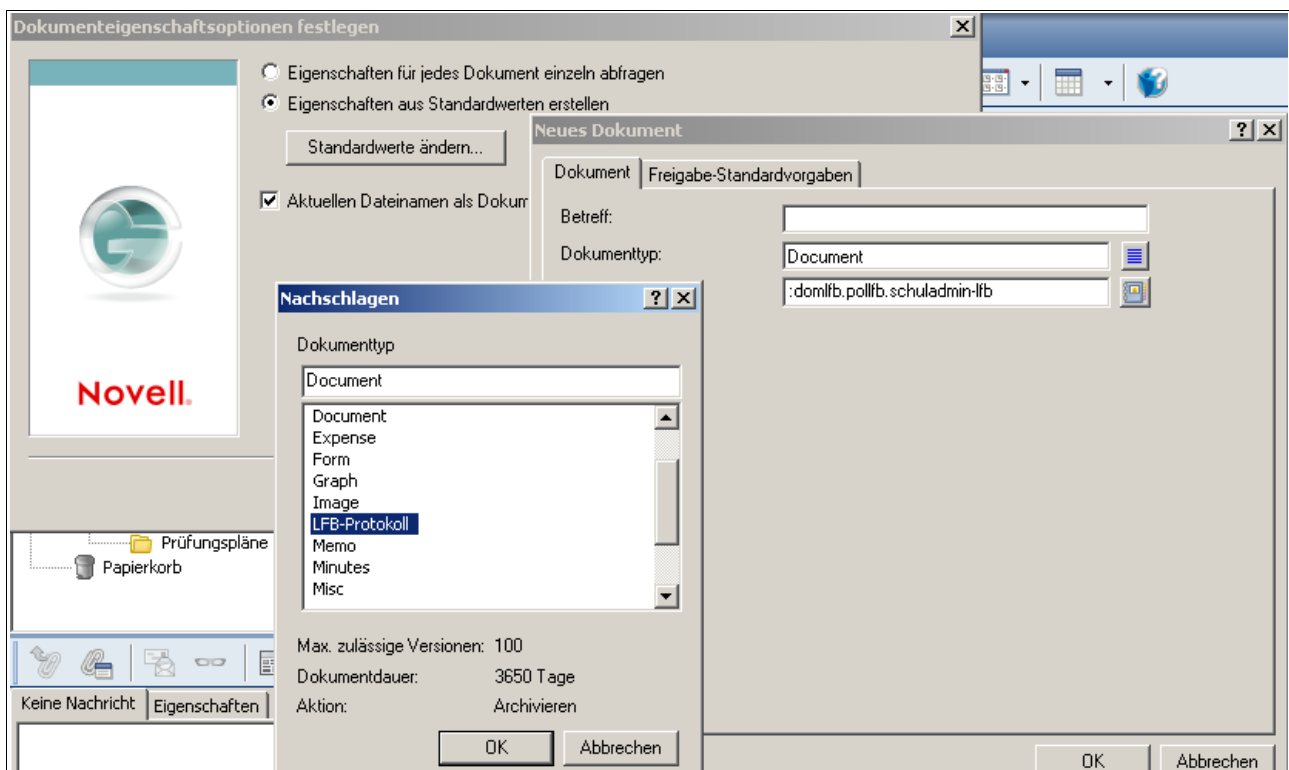 Dokumenteigenschaftsoptionen festlegen
Eigenschaften für jedes Dokument einzeln abfragen
Eigenschaften aus Standardwerten erstellen
Standardwerte ändern...
Aktuellen Dateinamen als Dokum
Novell.
Neues Dokument
Dokument
Freigabe-Standardvorgaben
Betreff:
Dokumenttyp:
Document
:domlfb.pollfb.schuladmin-lfb
Nachschlagen
Dokumenttyp
Document
Document
Expense
Form
Graph
Image
LFB-Protokoll
Memo
Minutes
Misc
Max. zulässige Versionen: 100
Dokumentdauer: 3650 Tage
Aktion: Archivieren
OK
Abbrechen
Prüfungspläne
Papierkorb
Keine Nachricht
Eigenschaften
OK
Abbrechen